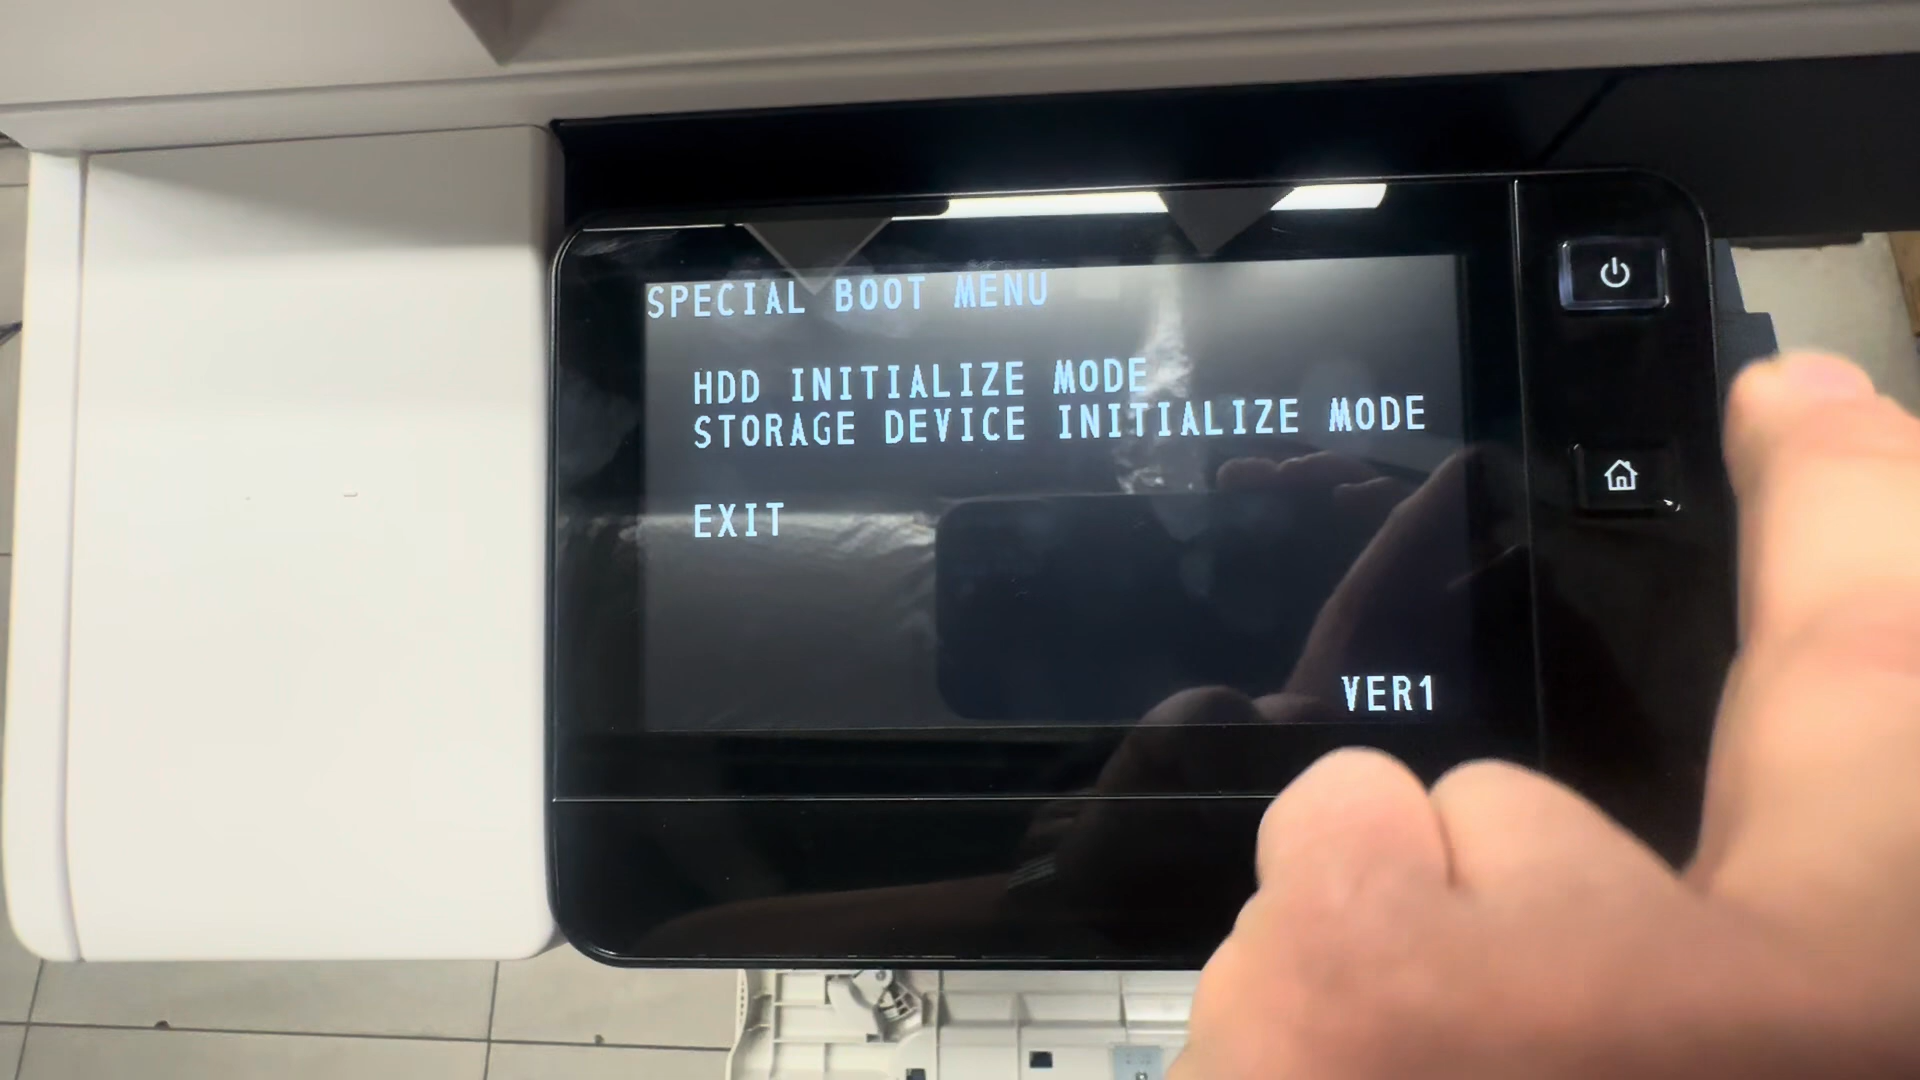 SPECIAL BOOT MENU
HDD INITIALIZE MODE
STORAGE DEVICE INITIALIZE MODE
EXIT
VER1